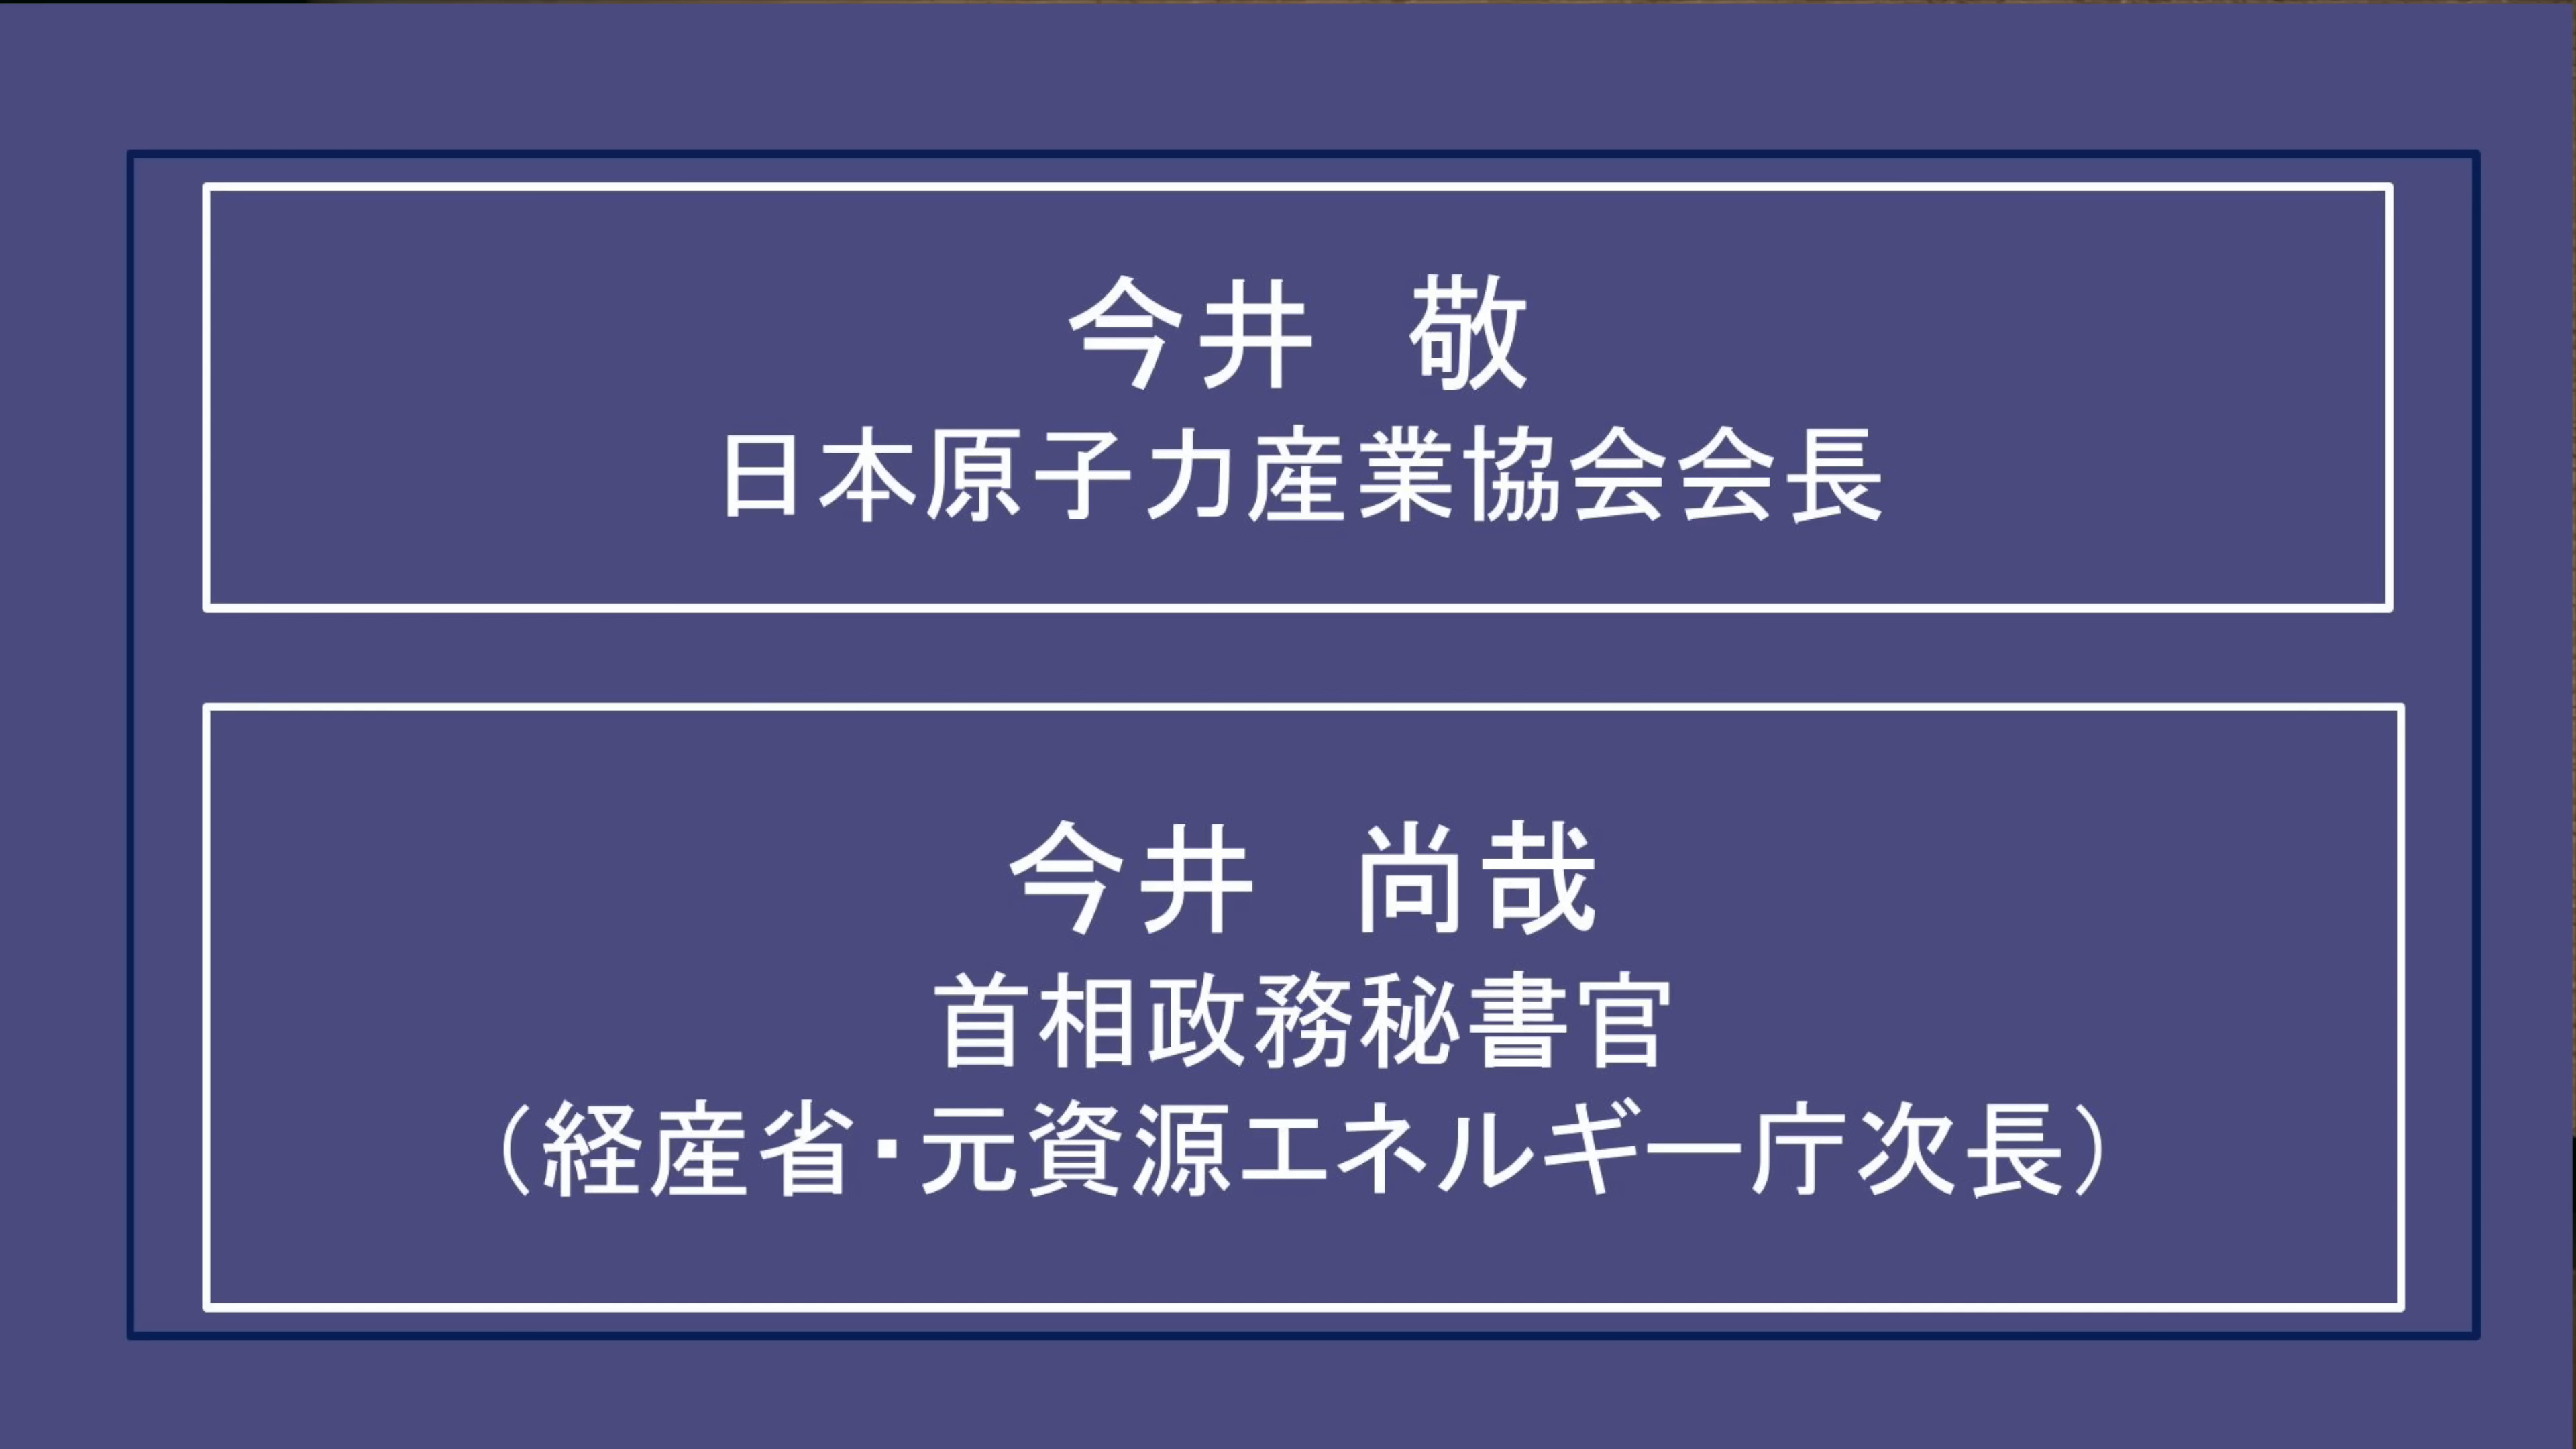 今井　敬
日本原子力産業協会会長
今井　尚哉
首相政務秘書官
（経産省・元資源エネルギー庁次長）